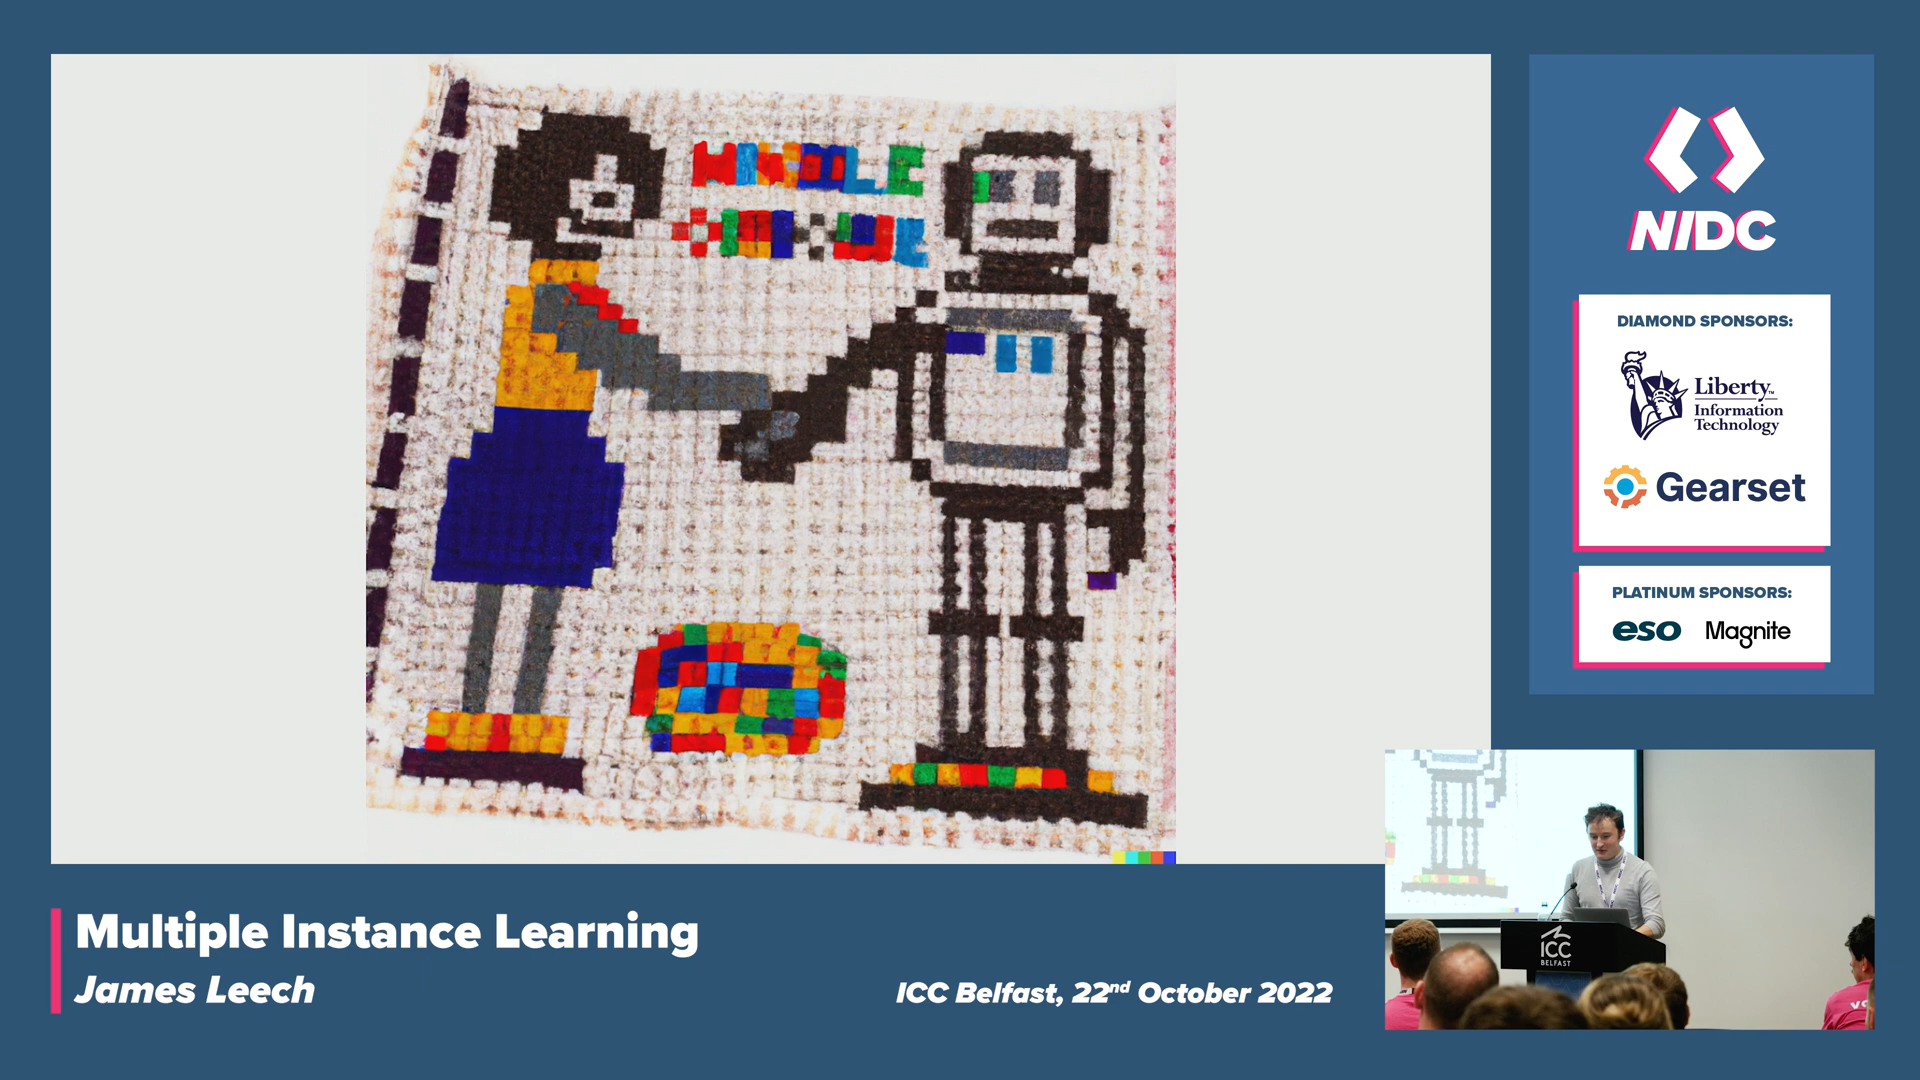 NIDC
DIAMOND SPONSORS:
Liberty™
Information
Technology
Gearset
PLATINUM SPONSORS:
eso
Magnite
ICC
BELFAST
Multiple Instance Learning
James Leech
ICC Belfast, 22nd October 2022